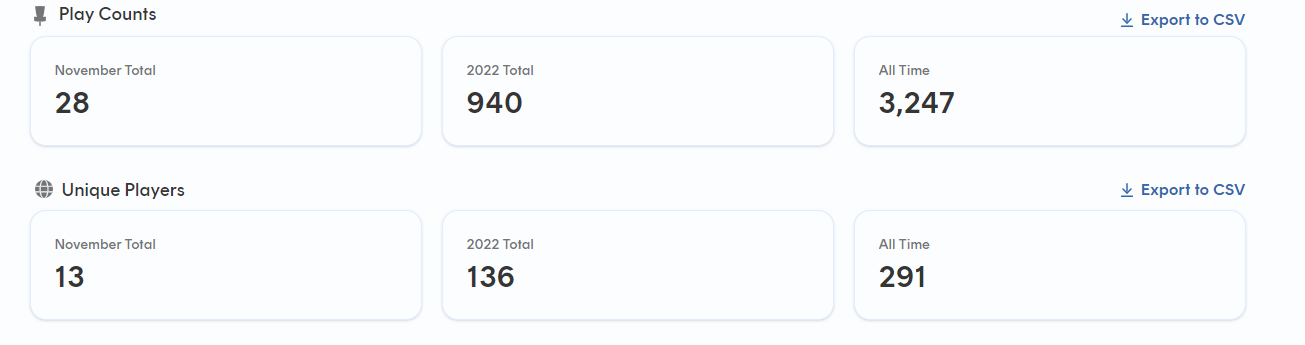 Play Counts
Export to CSV
November Total
28
2022 Total
940
All Time
3,247
Unique Players
Export to CSV
November Total
13
2022 Total
136
All Time
291